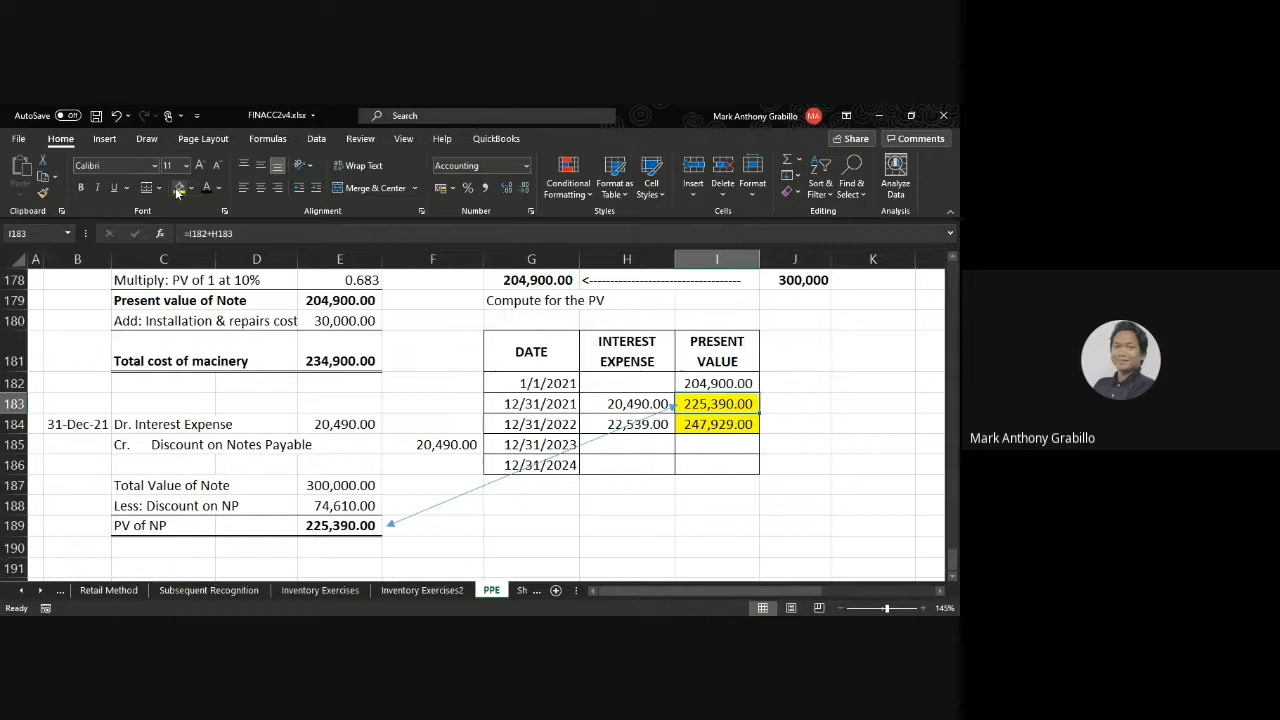 AutoSave Off FINACC2v4.xlsx Search Mark Anthony Grabillo MA
File Home Insert Draw Page Layout Formulas Data Review View Help QuickBooks Share Comments
Calibri 11 A A Wrap Text Accounting
Paste B I U A Merge & Center % Conditional Formatting Format as Table Cell Styles Insert Delete Format Sort & Filter Find & Select Analyze Data
Clipboard Font Alignment Number Styles Cells Editing Analysis
I183 fx =I182+H183
A B C D E F G H I J K
178 Multiply: PV of 1 at 10% 0.683 204,900.00 <------------------------------------- 300,000
179 Present value of Note 204,900.00 Compute for the PV
180 Add: Installation & repairs cost 30,000.00
181 Total cost of macinery 234,900.00 DATE INTEREST EXPENSE PRESENT VALUE
182 1/1/2021 204,900.00
183 12/31/2021 20,490.00 225,390.00
184 31-Dec-21 Dr. Interest Expense 20,490.00 12/31/2022 22,539.00 247,929.00
185 Cr. Discount on Notes Payable 20,490.00 12/31/2023
186 12/31/2024
187 Total Value of Note 300,000.00
188 Less: Discount on NP 74,610.00
189 PV of NP 225,390.00
190
191
... Retail Method Subsequent Recognition Inventory Exercises Inventory Exercises2 PPE Sh ...
Ready 145%
Mark Anthony Grabillo